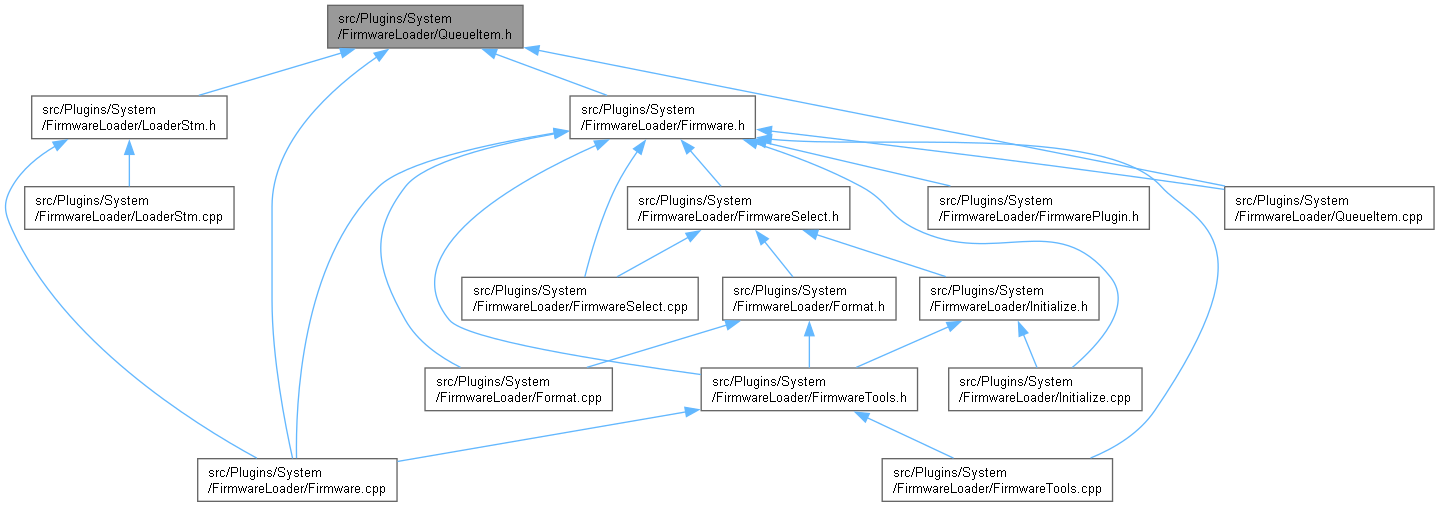 src/Plugins/System
/FirmwareLoader/QueueItem.h
src/Plugins/System
/FirmwareLoader/LoaderStm.h
src/Plugins/System
/FirmwareLoader/Firmware.h
src/Plugins/System
/FirmwareLoader/LoaderStm.cpp
src/Plugins/System
/FirmwareLoader/FirmwareSelect.h
src/Plugins/System
/FirmwareLoader/FirmwarePlugin.h
src/Plugins/System
/FirmwareLoader/QueueItem.cpp
src/Plugins/System
/FirmwareLoader/FirmwareSelect.cpp
src/Plugins/System
/FirmwareLoader/Format.h
src/Plugins/System
/FirmwareLoader/Initialize.h
src/Plugins/System
/FirmwareLoader/Format.cpp
src/Plugins/System
/FirmwareLoader/FirmwareTools.h
src/Plugins/System
/FirmwareLoader/Initialize.cpp
src/Plugins/System
/FirmwareLoader/Firmware.cpp
src/Plugins/System
/FirmwareLoader/FirmwareTools.cpp